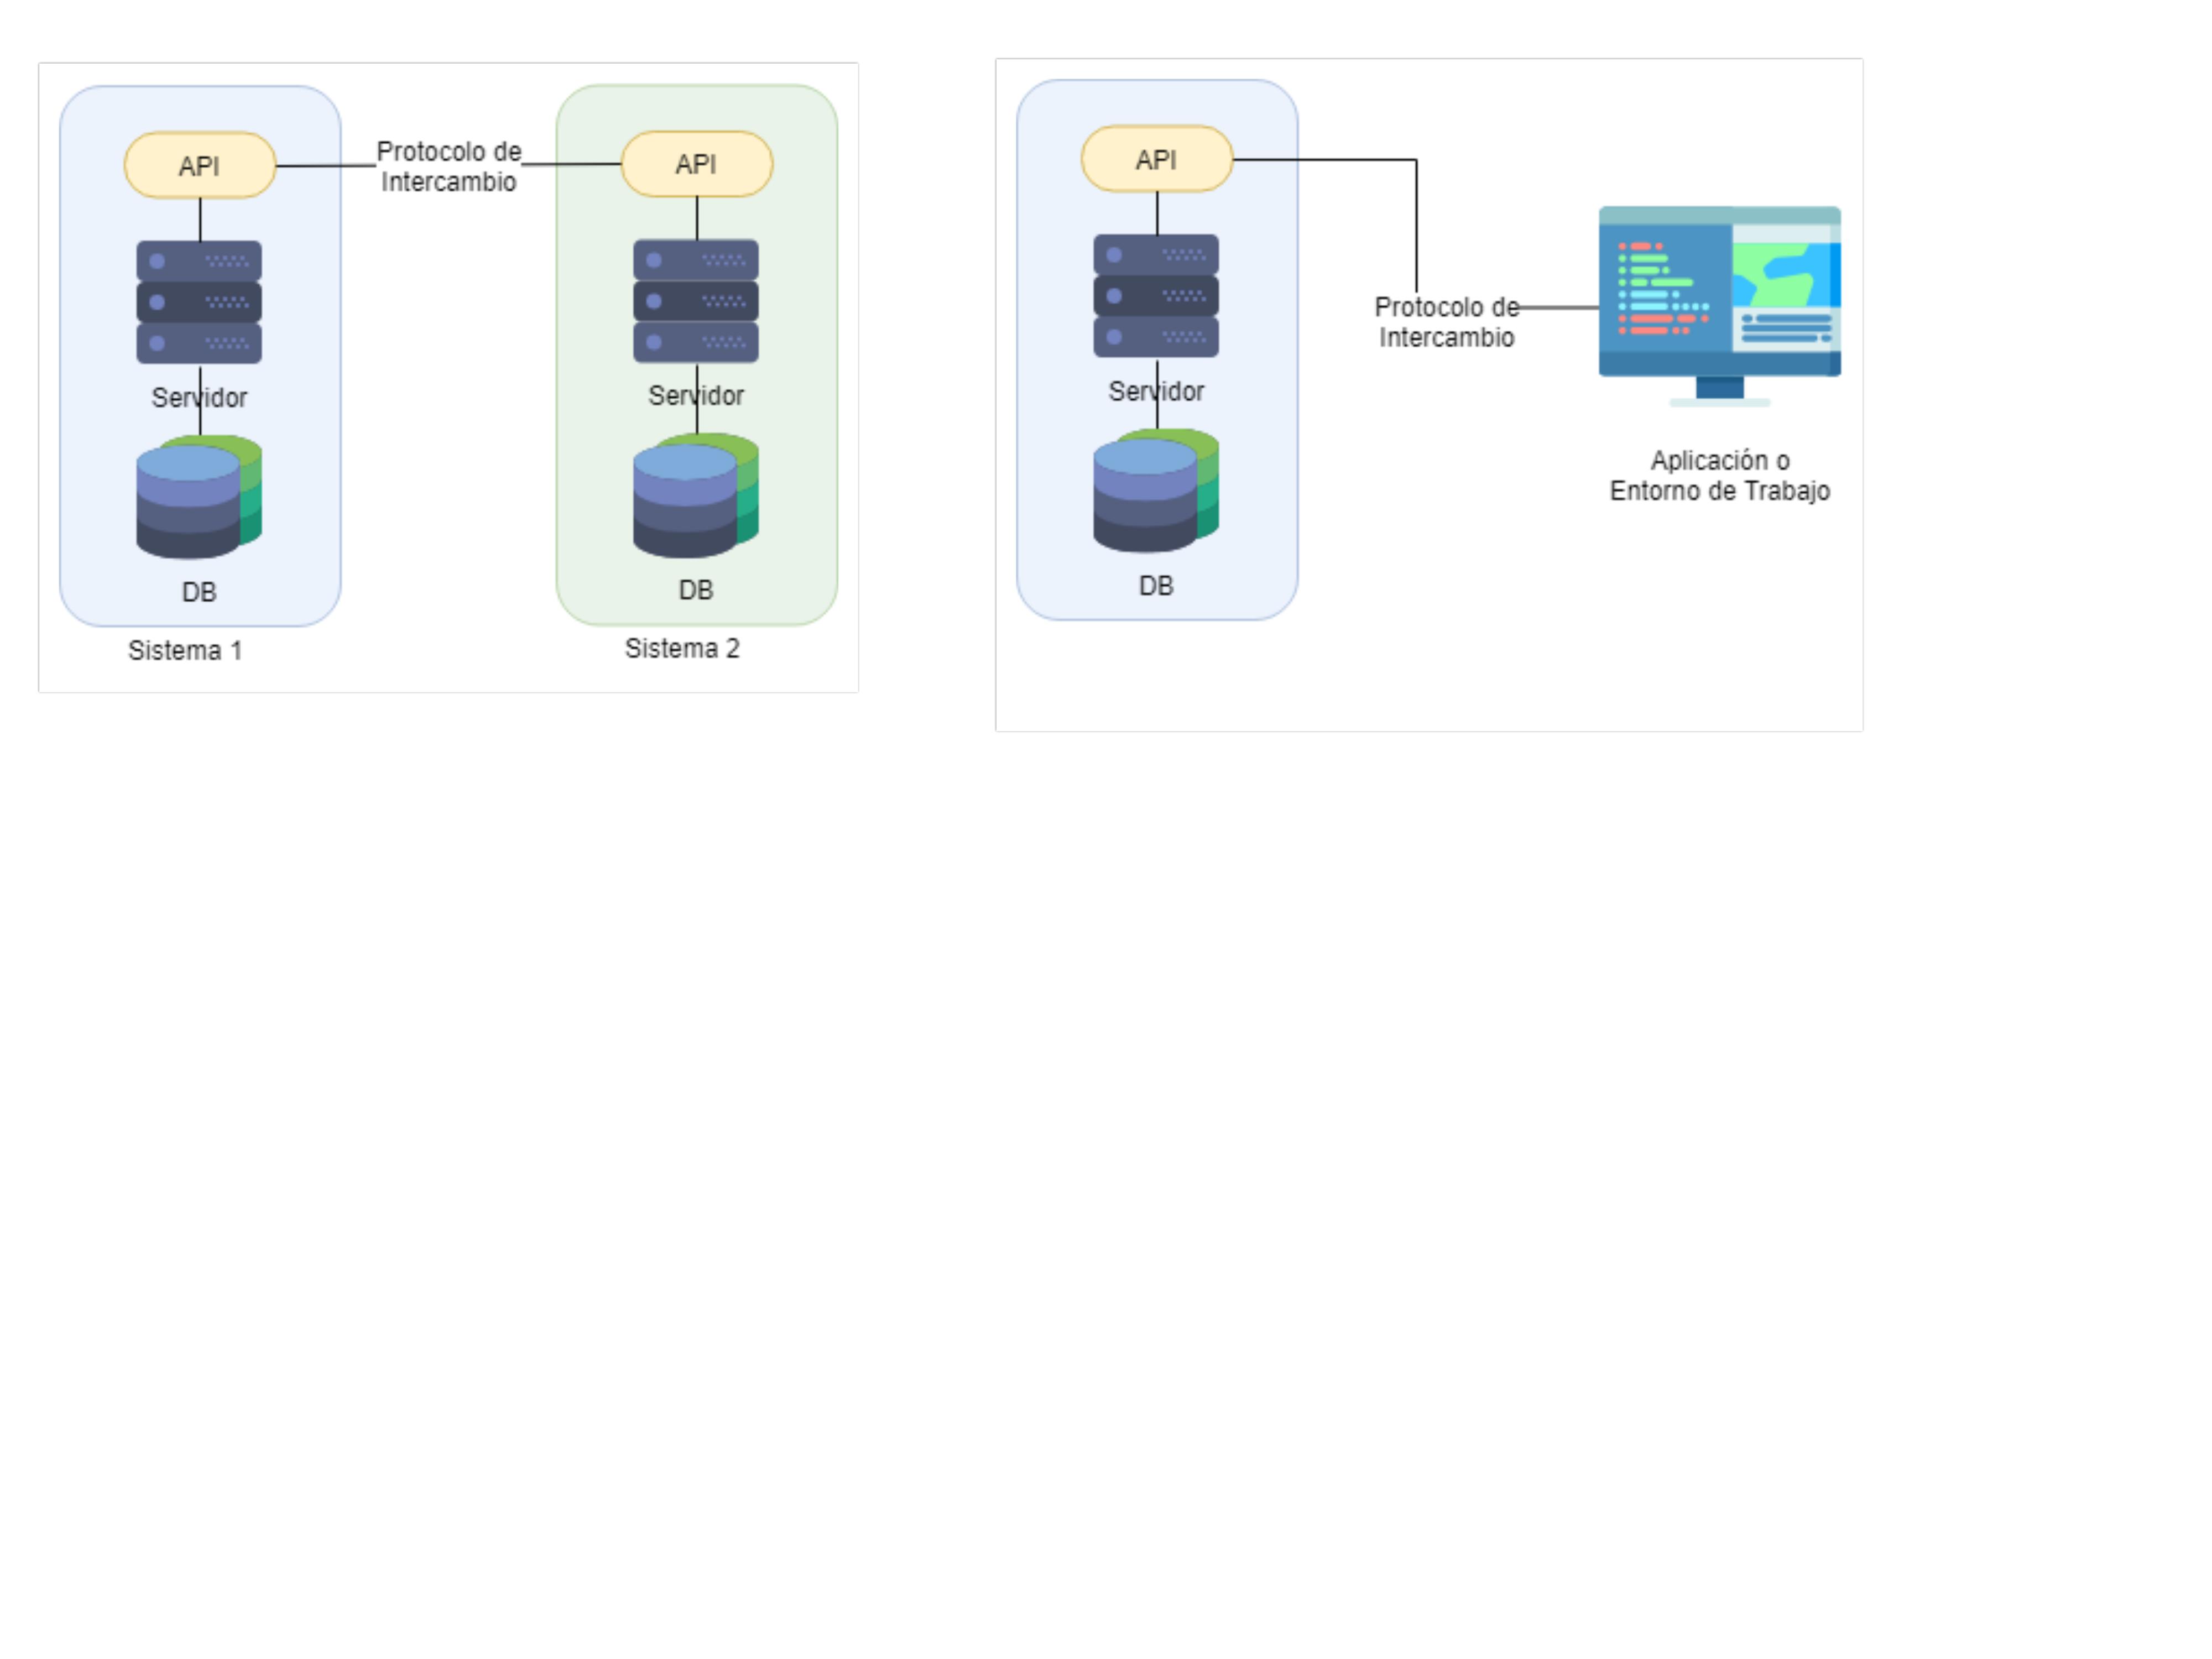 API
Protocolo de
Intercambio
API
Servidor
Servidor
DB
DB
Sistema 1
Sistema 2
API
Protocolo de
Intercambio
Servidor
Aplicación o
Entorno de Trabajo
DB